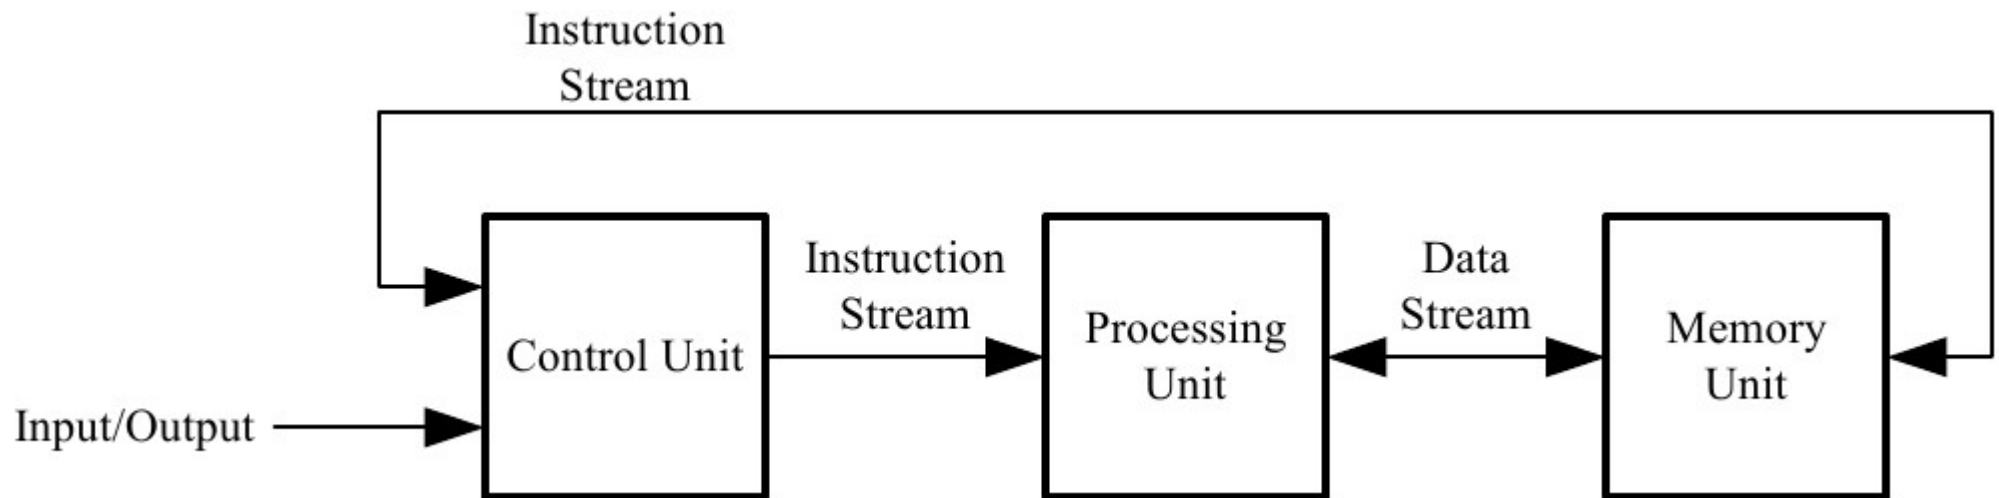 Instruction
Stream
Instruction
Stream
Data
Stream
Control Unit
Processing
Unit
Memory
Unit
Input/Output